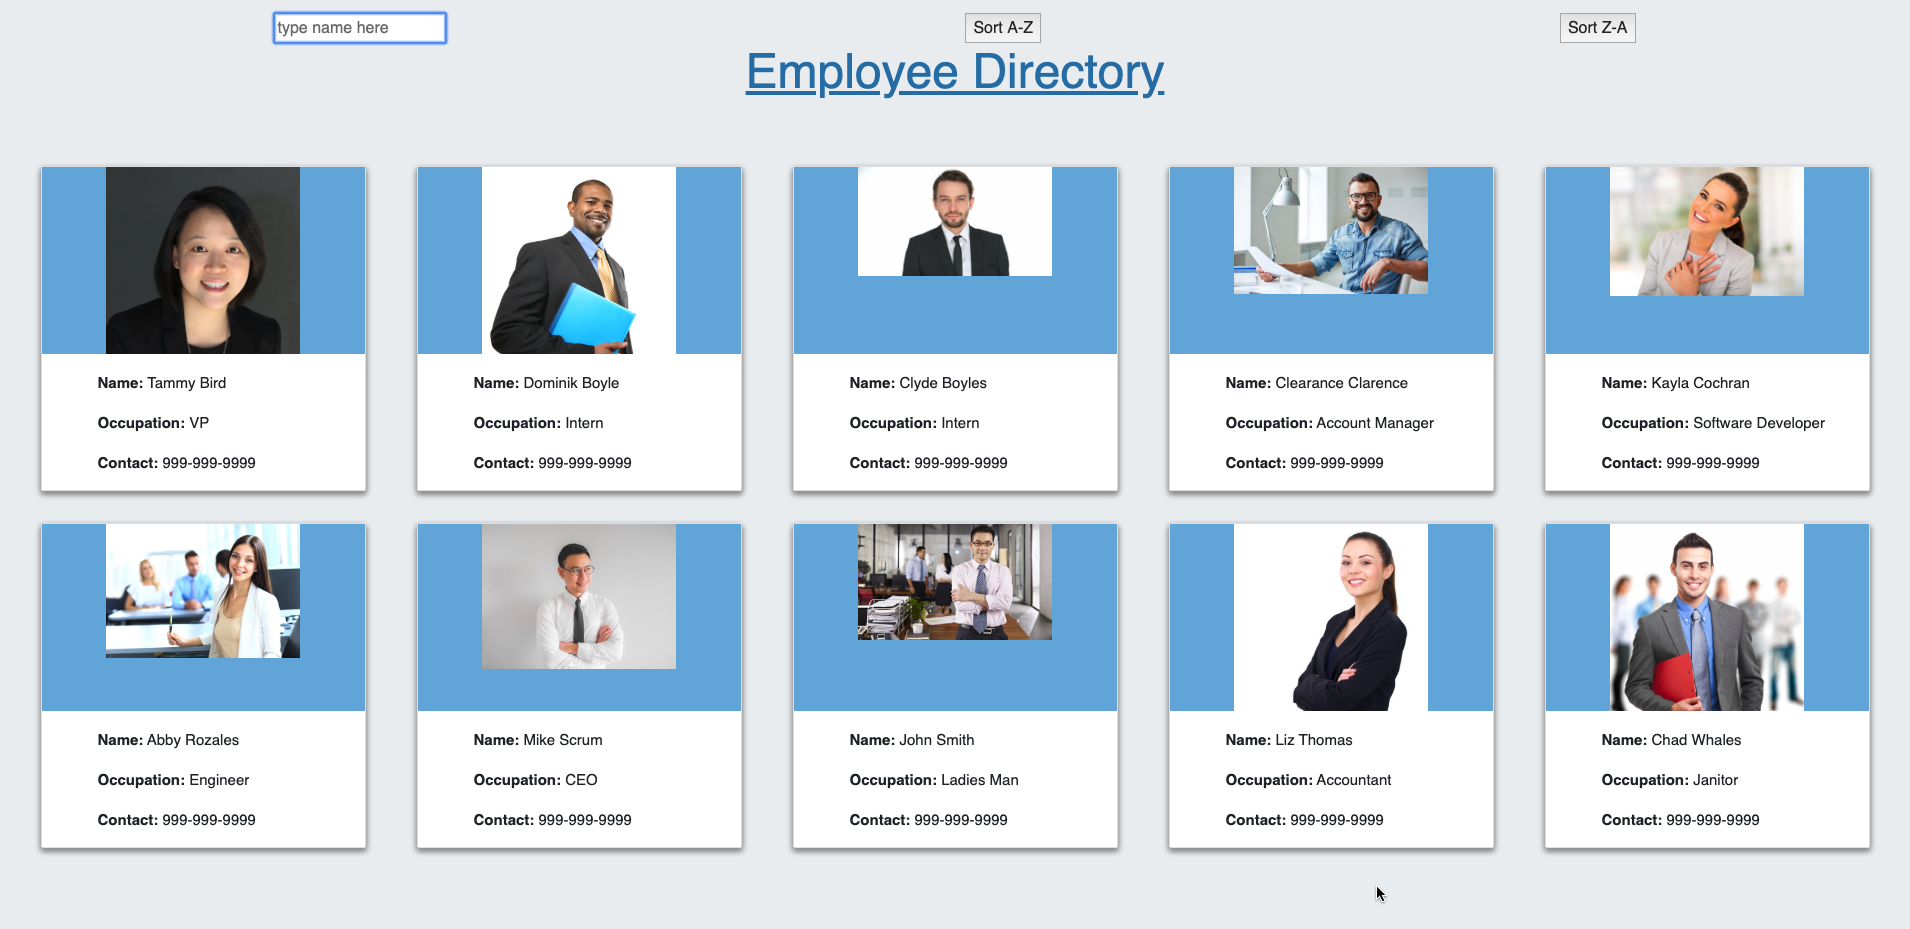 type name here
Sort A-Z
Sort Z-A
Employee Directory
Name: Tammy Bird
Occupation: VP
Contact: 999-999-9999
Name: Dominik Boyle
Occupation: Intern
Contact: 999-999-9999
Name: Clyde Boyles
Occupation: Intern
Contact: 999-999-9999
Name: Clearance Clarence
Occupation: Account Manager
Contact: 999-999-9999
Name: Kayla Cochran
Occupation: Software Developer
Contact: 999-999-9999
Name: Abby Rozales
Occupation: Engineer
Contact: 999-999-9999
Name: Mike Scrum
Occupation: CEO
Contact: 999-999-9999
Name: John Smith
Occupation: Ladies Man
Contact: 999-999-9999
Name: Liz Thomas
Occupation: Accountant
Contact: 999-999-9999
Name: Chad Whales
Occupation: Janitor
Contact: 999-999-9999